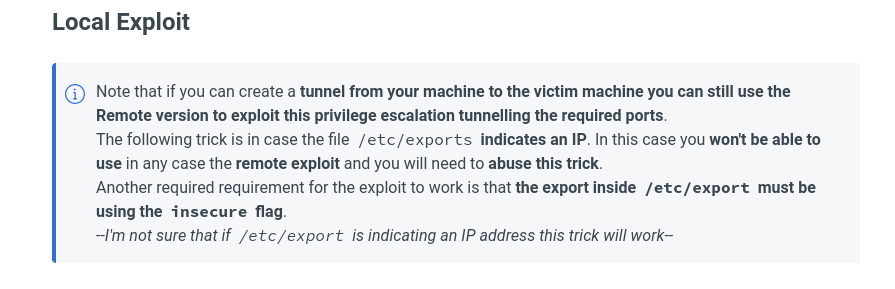 Local Exploit
Note that if you can create a tunnel from your machine to the victim machine you can still use the
Remote version to exploit this privilege escalation tunnelling the required ports.
The following trick is in case the file /etc/exports indicates an IP. In this case you won't be able to
use in any case the remote exploit and you will need to abuse this trick.
Another required requirement for the exploit to work is that the export inside /etc/export must be
using the insecure flag.
--I'm not sure that if /etc/export is indicating an IP address this trick will work--